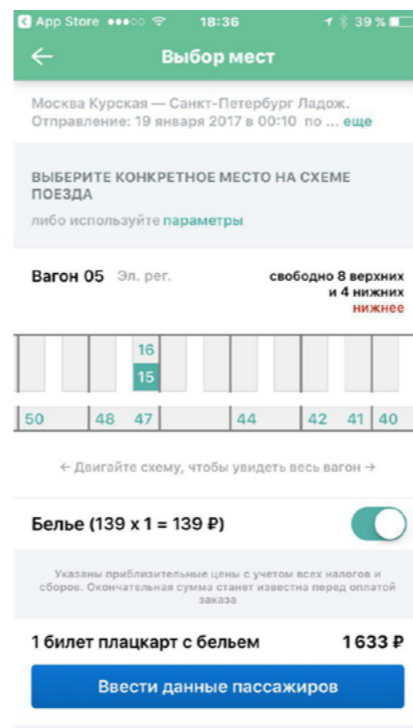 App Store 18:36 39 %
Выбор мест
Москва Курская — Санкт-Петербург Ладож.
Отправление: 19 января 2017 в 00:10 по ... еще
ВЫБЕРИТЕ КОНКРЕТНОЕ МЕСТО НА СХЕМЕ
ПОЕЗДА
либо используйте параметры
Вагон 05 Эл. рег. свободно 8 верхних
и 4 нижних
нижнее
16
15
50 48 47 44 42 41 40
← Двигайте схему, чтобы увидеть весь вагон →
Белье (139 x 1 = 139 ₽)
Указаны приблизительные цены с учетом всех налогов и
сборов. Окончательная сумма станет известна перед оплатой
заказа
1 билет плацкарт с бельем 1 633 ₽
Ввести данные пассажиров